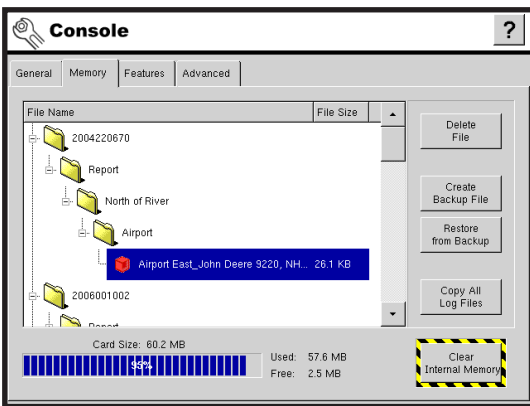 Console
?
General Memory Features Advanced
File Name File Size
2004220670
Report
North of River
Airport
Airport East_John Deere 9220, NH... 26.1 KB
2006001002
Report
Delete
File
Create
Backup File
Restore
from Backup
Copy All
Log Files
Card Size: 60.2 MB
95%
Used: 57.6 MB
Free: 2.5 MB
Clear
Internal Memory